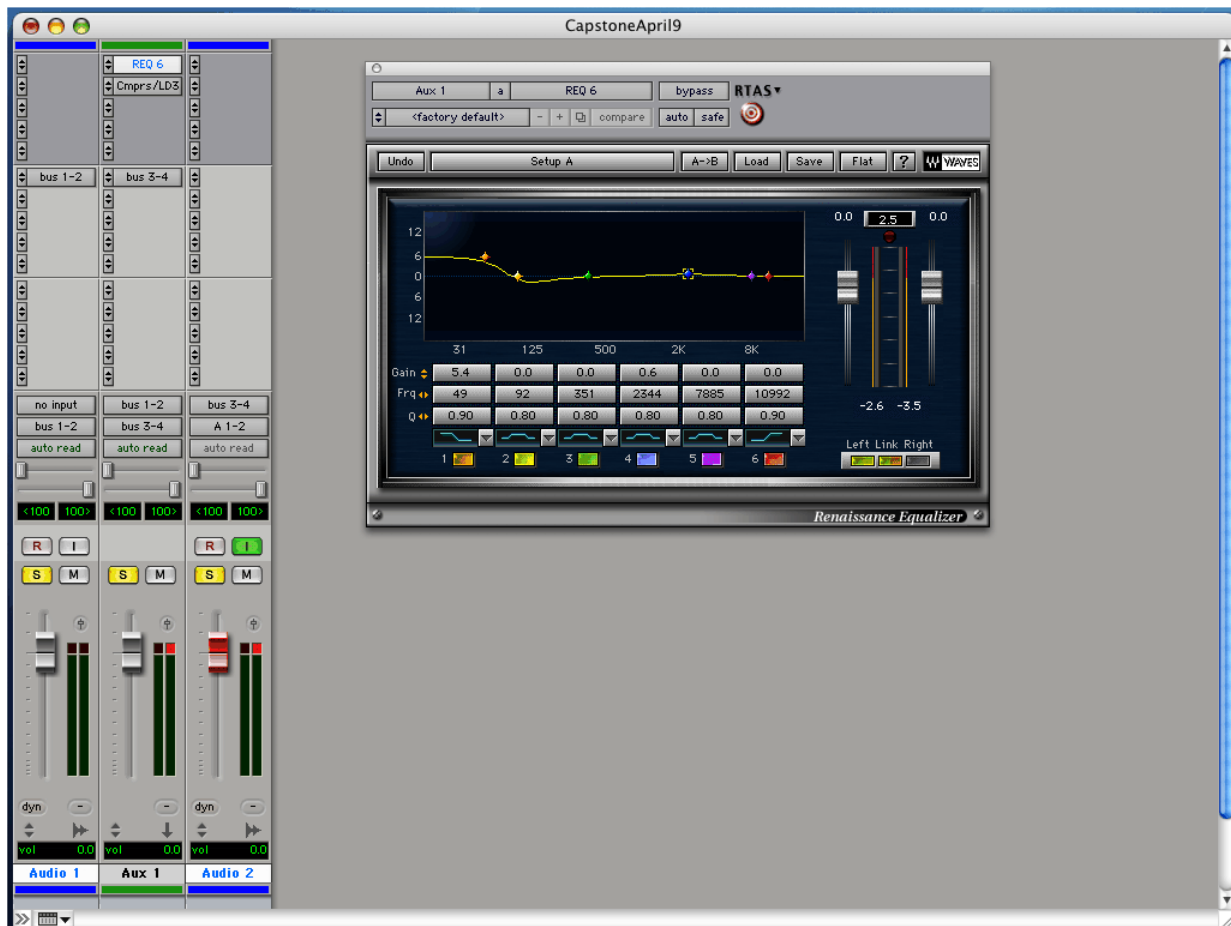 CapstoneApril9
REQ 6
Cmprs/LD3
bus 1-2 bus 3-4
no input bus 1-2 bus 3-4
bus 1-2 bus 3-4 A 1-2
auto read auto read auto read
<100 100> <100 100> <100 100>
R I R I
S M S M S M
dyn - - dyn -
vol 0.0 vol 0.0 vol 0.0
Audio 1 Aux 1 Audio 2
Aux 1 a REQ 6 bypass RTAS
<factory default> - + compare auto safe
Undo Setup A A->B Load Save Flat ? WAVES
0.0 2.5 0.0
12
6
0
6
12
31 125 500 2K 8K
Gain 5.4 0.0 0.0 0.6 0.0 0.0
Frq 49 92 351 2344 7885 10992
Q 0.90 0.80 0.80 0.80 0.80 0.90
1 2 3 4 5 6
-2.6 -3.5
Left Link Right
Renaissance Equalizer